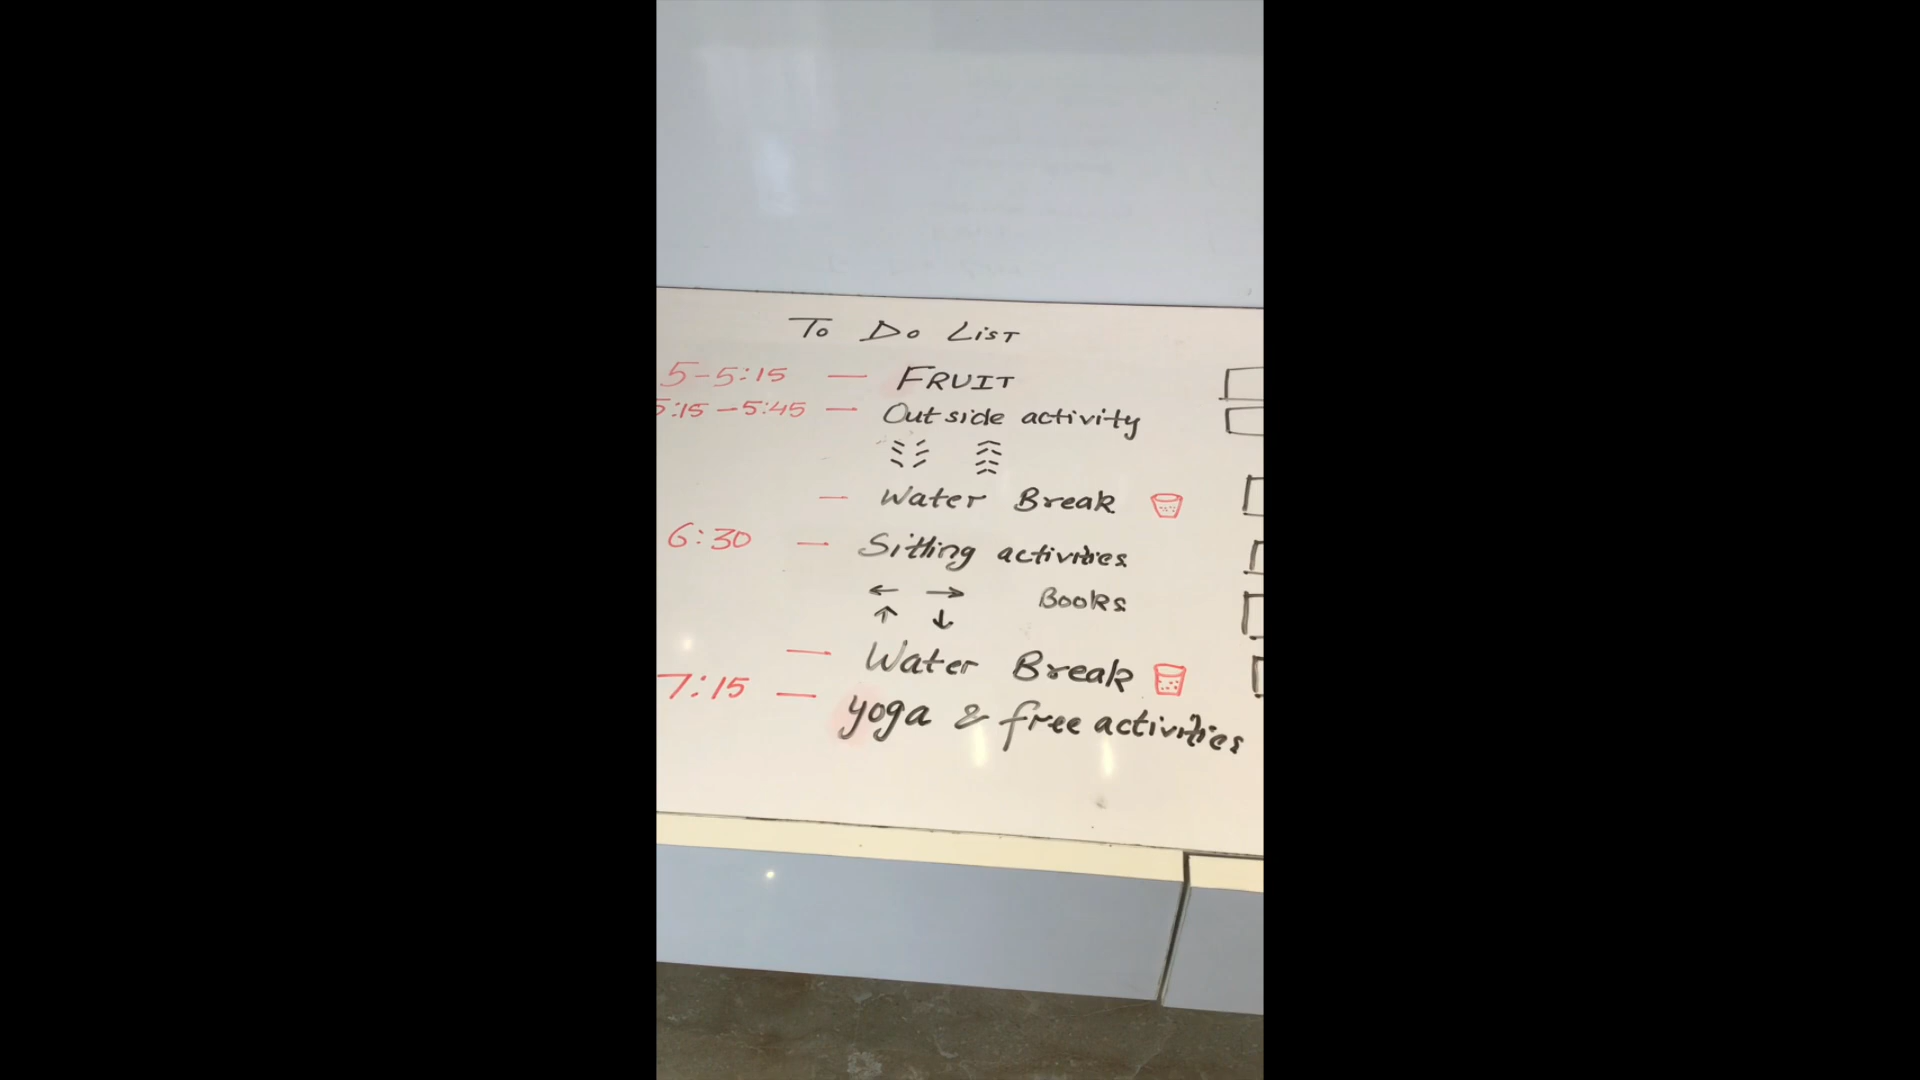 To Do List
5-5:15 — FRUIT
5:15-5:45 — Outside activity
— Water Break
6:30 — Sitting activities
← → Books
↑ ↓
— Water Break
7:15 — yoga & free activities